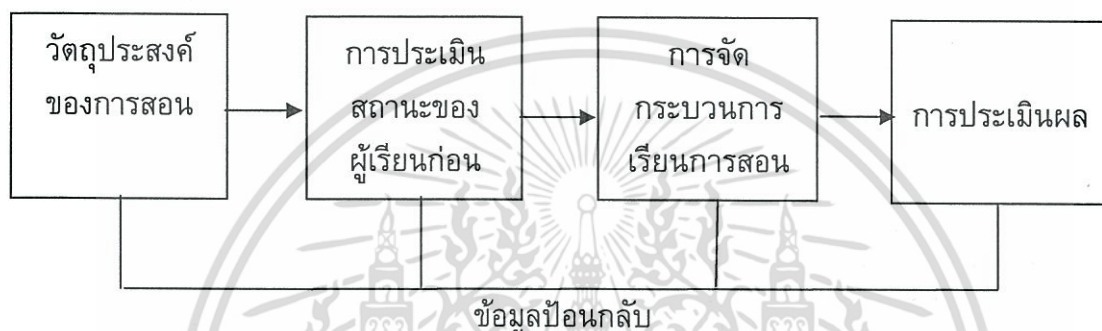 วัตถุประสงค์
ของการสอน
การประเมิน
สถานะของ
ผู้เรียนก่อน
การจัด
กระบวนการ
เรียนการสอน
การประเมินผล
ข้อมูลป้อนกลับ